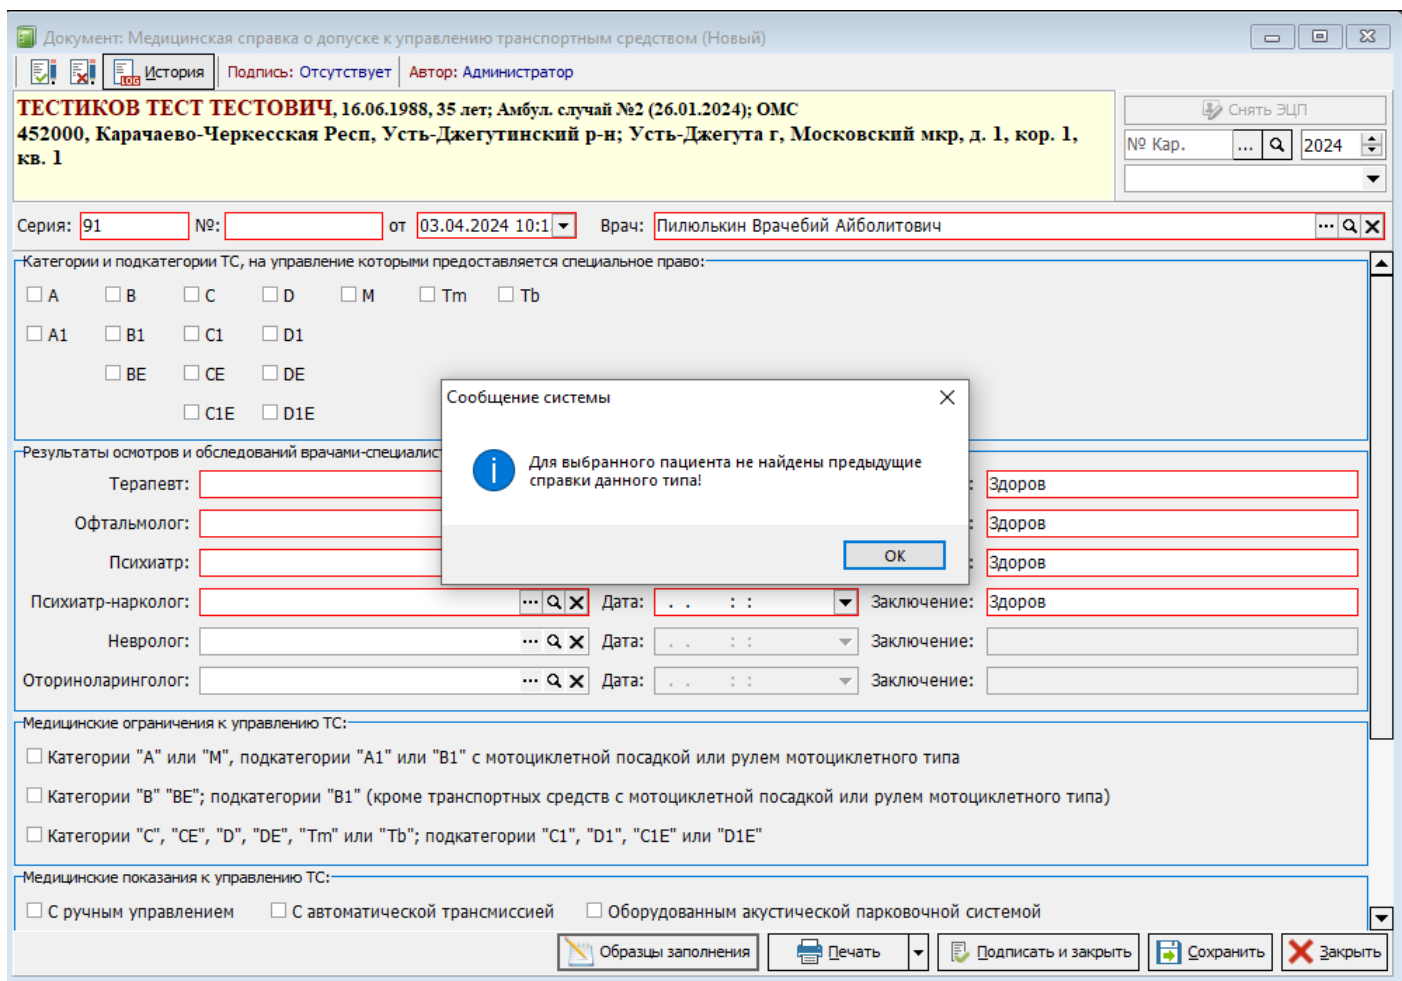 Документ: Медицинская справка о допуске к управлению транспортным средством (Новый)
LOG История Подпись: Отсутствует Автор: Администратор
ТЕСТИКОВ ТЕСТ ТЕСТОВИЧ, 16.06.1988, 35 лет; Амбул. случай №2 (26.01.2024); ОМС
452000, Карачаево-Черкесская Респ, Усть-Джегутинский р-н; Усть-Джегута г, Московский мкр, д. 1, кор. 1,
кв. 1
Снять ЭЦП
№ Кар. ... 2024
Серия: 91 №: от 03.04.2024 10:1 Врач: Пилюлькин Врачебий Айболитович ...
Категории и подкатегории ТС, на управление которыми предоставляется специальное право:
A B C D M Tm Tb
A1 B1 C1 D1
BE CE DE
C1E D1E
Сообщение системы
Для выбранного пациента не найдены предыдущие
справки данного типа!
OK
Результаты осмотров и обследований врачами-специалис
Терапевт: : Здоров
Офтальмолог: : Здоров
Психиатр: : Здоров
Психиатр-нарколог: ... Дата: . . : : Заключение: Здоров
Невролог: ... Дата: . . : : Заключение:
Оториноларинголог: ... Дата: . . : : Заключение:
Медицинские ограничения к управлению ТС:
Категории "A" или "M", подкатегории "A1" или "B1" с мотоциклетной посадкой или рулем мотоциклетного типа
Категории "B" "BE"; подкатегории "B1" (кроме транспортных средств с мотоциклетной посадкой или рулем мотоциклетного типа)
Категории "C", "CE", "D", "DE", "Tm" или "Tb"; подкатегории "C1", "D1", "C1E" или "D1E"
Медицинские показания к управлению ТС:
С ручным управлением С автоматической трансмиссией Оборудованным акустической парковочной системой
Образцы заполнения Печать Подписать и закрыть Сохранить Закрыть